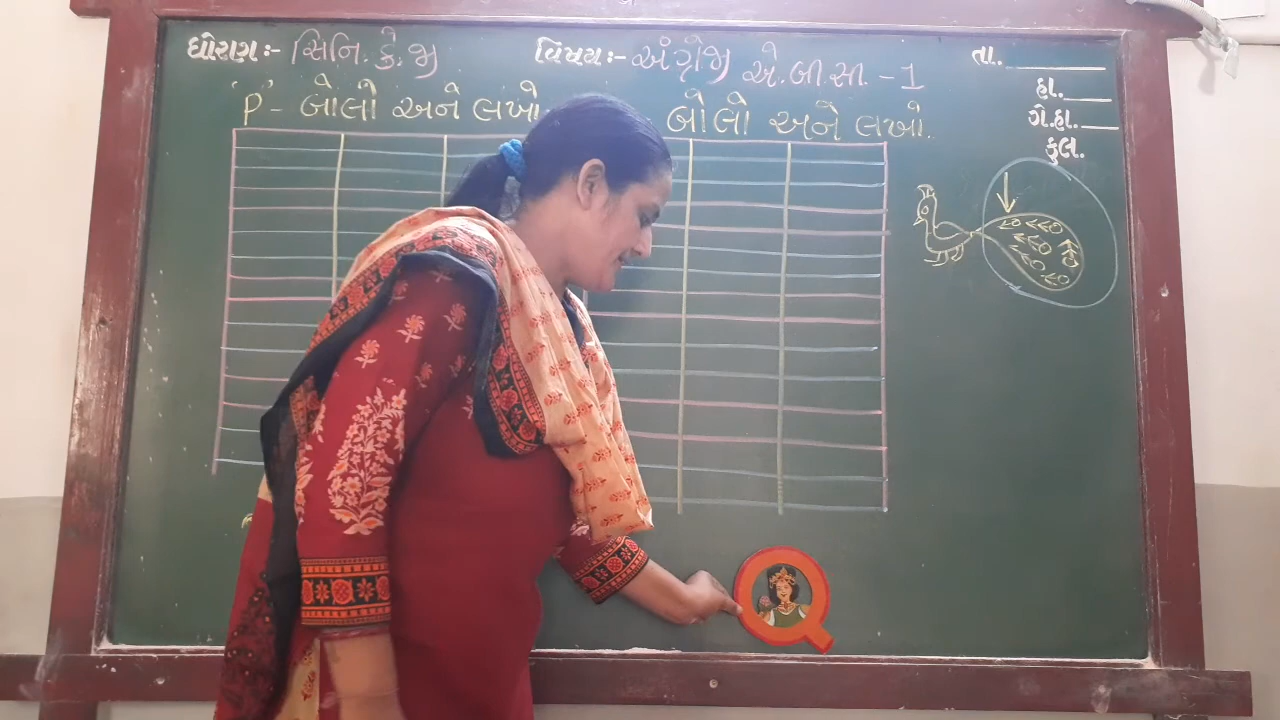 ધોરણ:- સિનિ. કે.જી વિષય:- અંગ્રેજી એ.બી.સી. - 1 તા.
'P' - બોલો અને લખો બોલો અને લખો.
હા.
ગે.હા.
કુલ.
Q